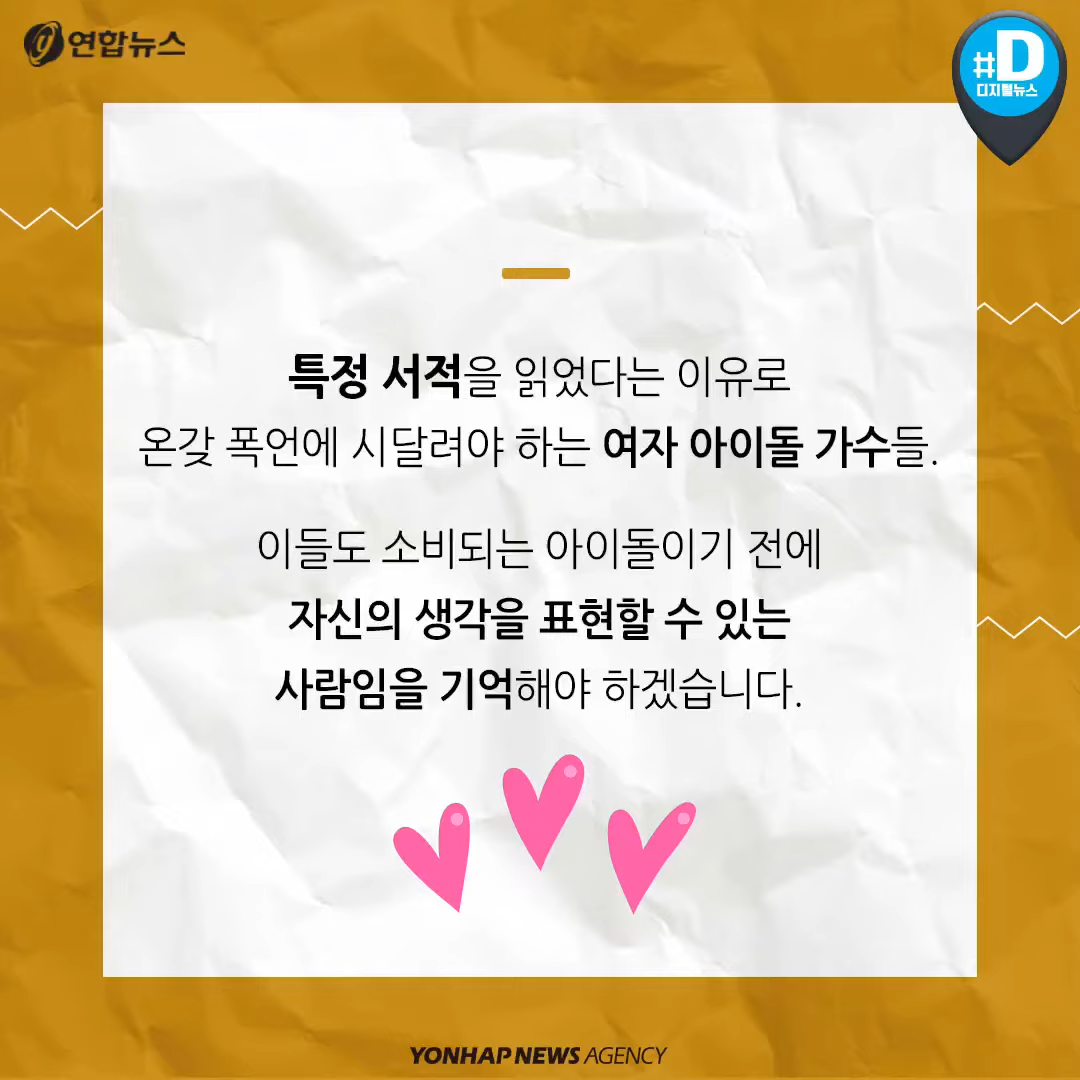 연합뉴스
#D
디지털뉴스
특정 서적을 읽었다는 이유로
온갖 폭언에 시달려야 하는 여자 아이돌 가수들.
이들도 소비되는 아이돌이기 전에
자신의 생각을 표현할 수 있는
사람임을 기억해야 하겠습니다.
YONHAP NEWS AGENCY